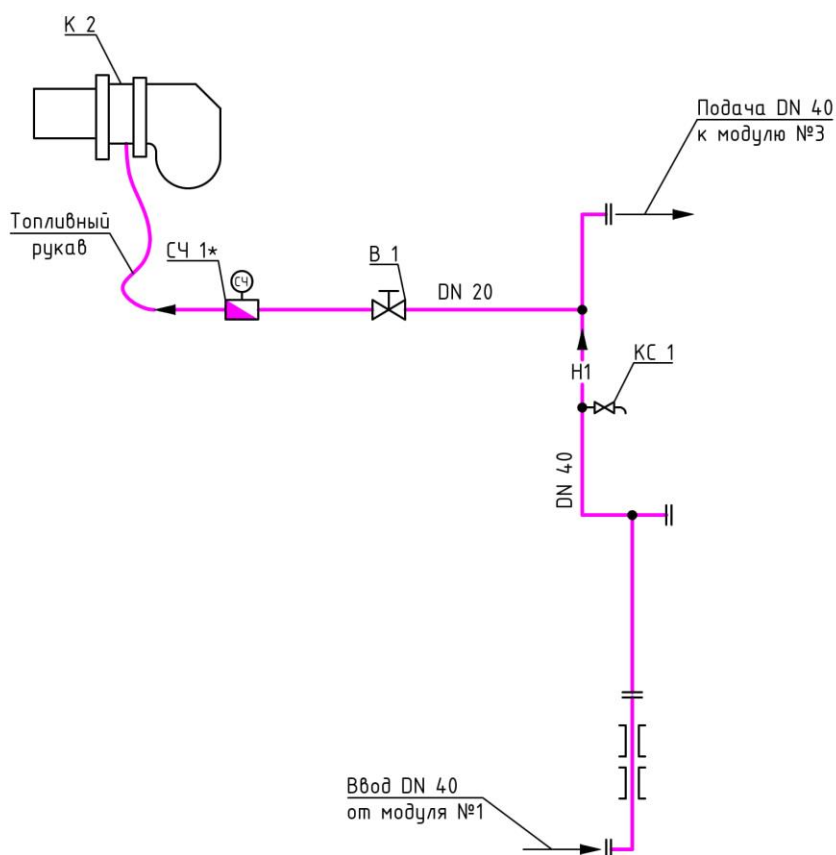 К 2
Подача DN 40
к модулю №3
Топливный
рукав
СЧ 1*
СЧ
В 1
DN 20
Н1
КС 1
DN 40
Ввод DN 40
от модуля №1